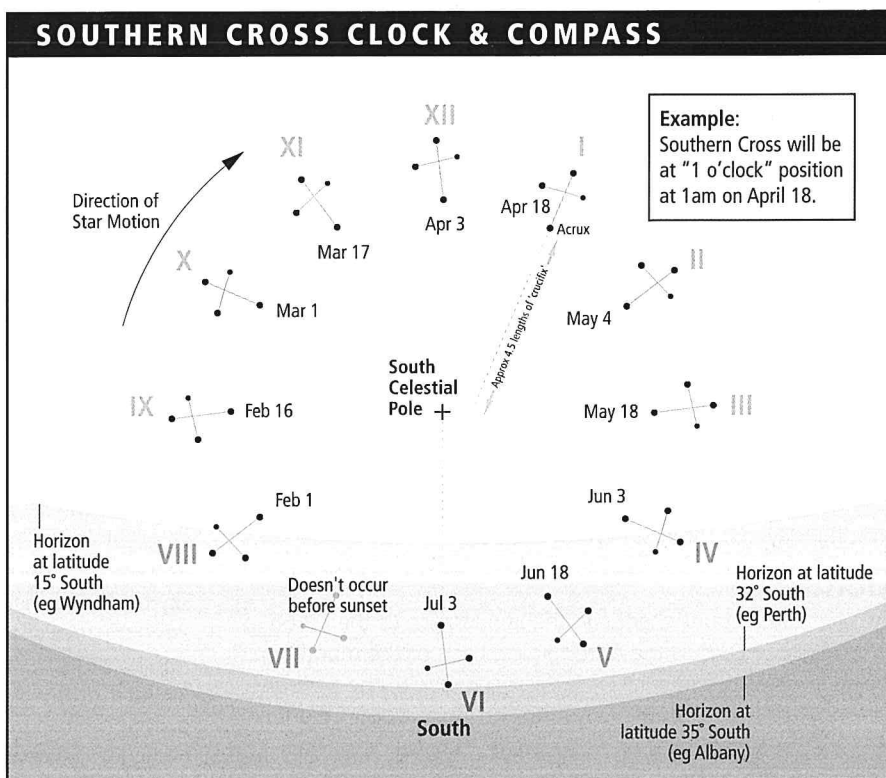 SOUTHERN CROSS CLOCK & COMPASS
Example:
Southern Cross will be
at "1 o'clock" position
at 1am on April 18.
Direction of
Star Motion
XII
Apr 3
I
Apr 18
Acrux
Approx 4.5 lengths of 'crucifix'
XI
Mar 17
II
May 4
X
Mar 1
South
Celestial
Pole
IX
Feb 16
III
May 18
VIII
Feb 1
IV
Jun 3
Horizon
at latitude
15° South
(eg Wyndham)
Doesn't occur
before sunset
VII
Jul 3
VI
South
Jun 18
V
Horizon at latitude
32° South
(eg Perth)
Horizon at
latitude 35° South
(eg Albany)